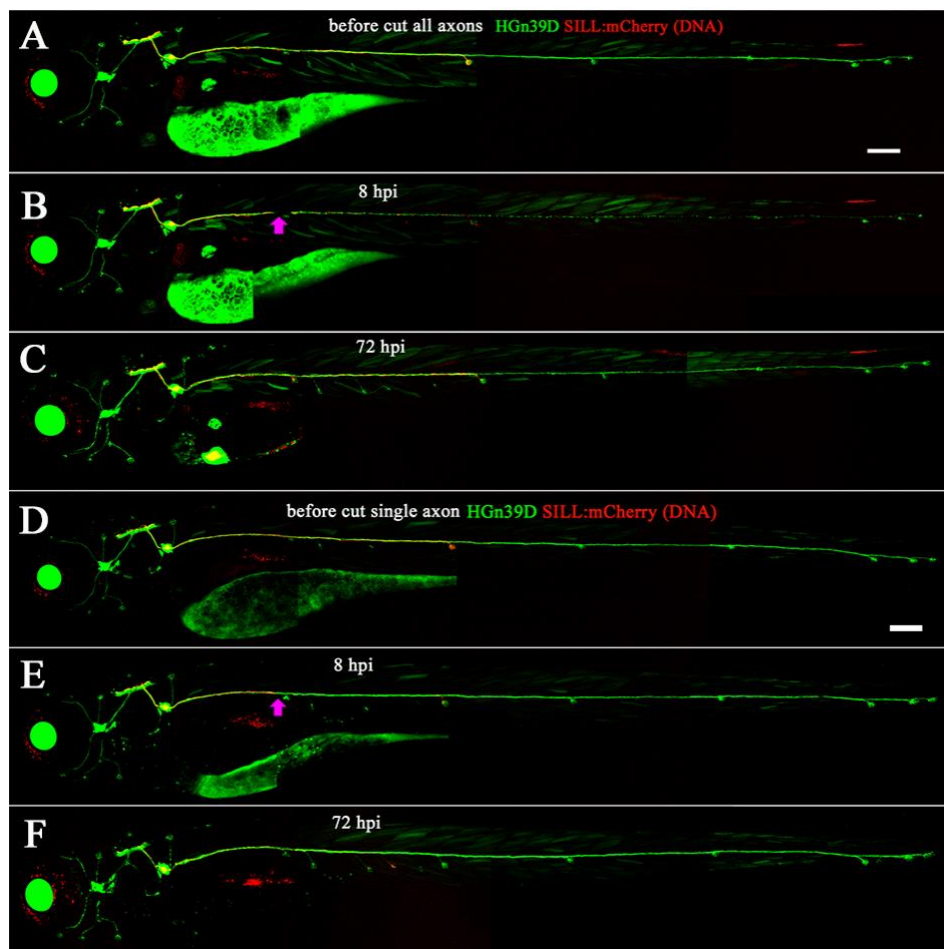 A
before cut all axons HGn39D SILL:mCherry (DNA)
B
8 hpi
C
72 hpi
D
before cut single axon HGn39D SILL:mCherry (DNA)
E
8 hpi
F
72 hpi